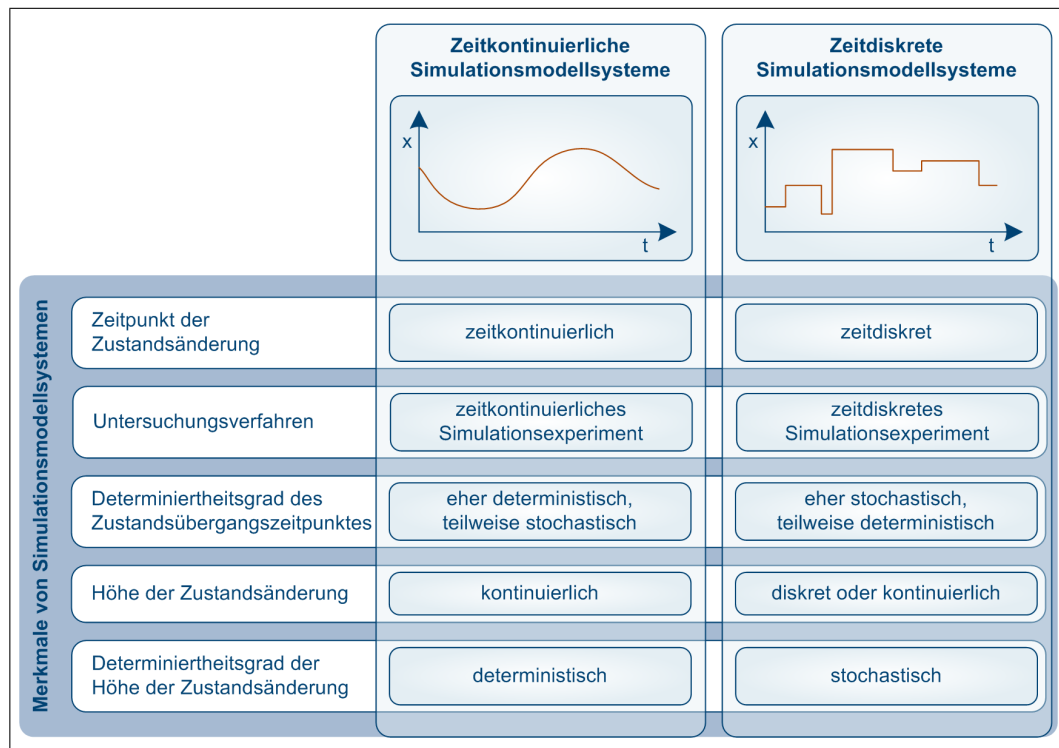 Zeitkontinuierliche
Simulationsmodellsysteme
Zeitdiskrete
Simulationsmodellsysteme
x
t
x
t
Merkmale von Simulationsmodellsystemen
Zeitpunkt der
Zustandsänderung
zeitkontinuierlich
zeitdiskret
Untersuchungsverfahren
zeitkontinuierliches
Simulationsexperiment
zeitdiskretes
Simulationsexperiment
Determiniertheitsgrad des
Zustandsübergangszeitpunktes
eher deterministisch,
teilweise stochastisch
eher stochastisch,
teilweise deterministisch
Höhe der Zustandsänderung
kontinuierlich
diskret oder kontinuierlich
Determiniertheitsgrad der
Höhe der Zustandsänderung
deterministisch
stochastisch